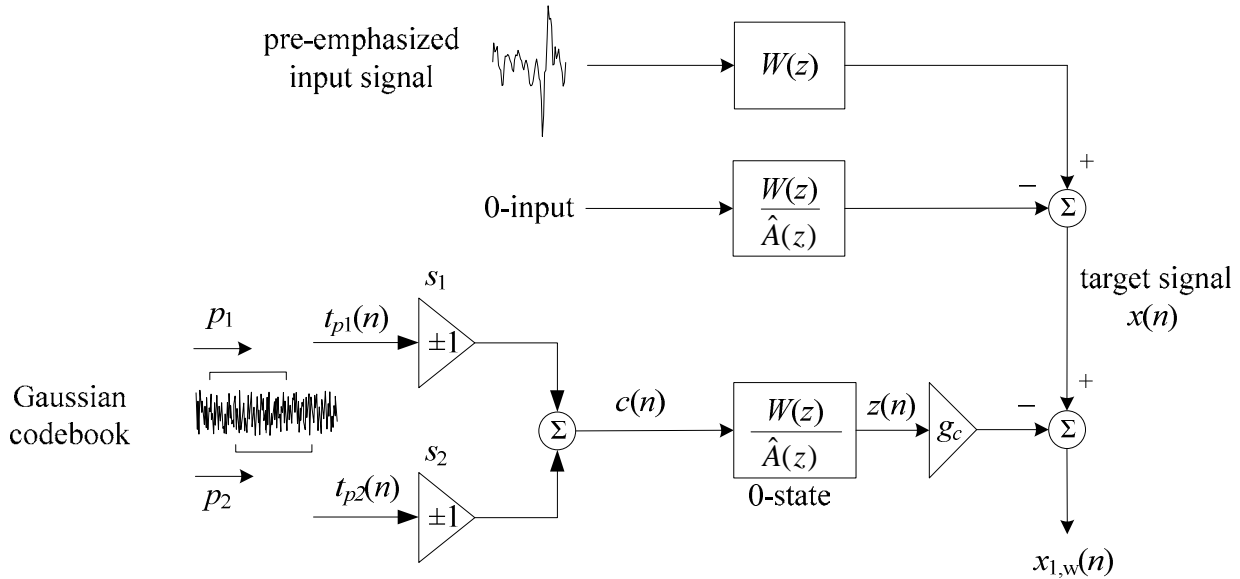 pre-emphasized
input signal
W(z)
+
0-input
W(z)
Â(z)
−
Σ
target signal
x(n)
s₁
p₁
tₚ₁(n)
±1
Gaussian
codebook
Σ
c(n)
W(z)
Â(z)
0-state
z(n)
g꜀
−
+
Σ
s₂
p₂
tₚ₂(n)
±1
x₁,w(n)